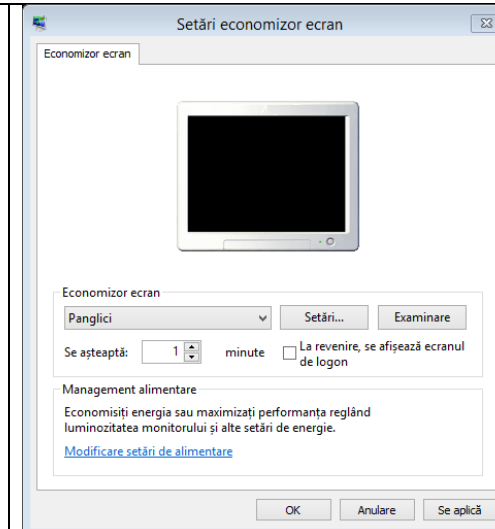 Setări economizor ecran
Economizor ecran
Economizor ecran
Panglici
Setări...
Examinare
Se așteaptă:
1
minute
La revenire, se afișează ecranul
de logon
Management alimentare
Economisiți energia sau maximizați performanța reglând
luminozitatea monitorului și alte setări de energie.
Modificare setări de alimentare
OK
Anulare
Se aplică